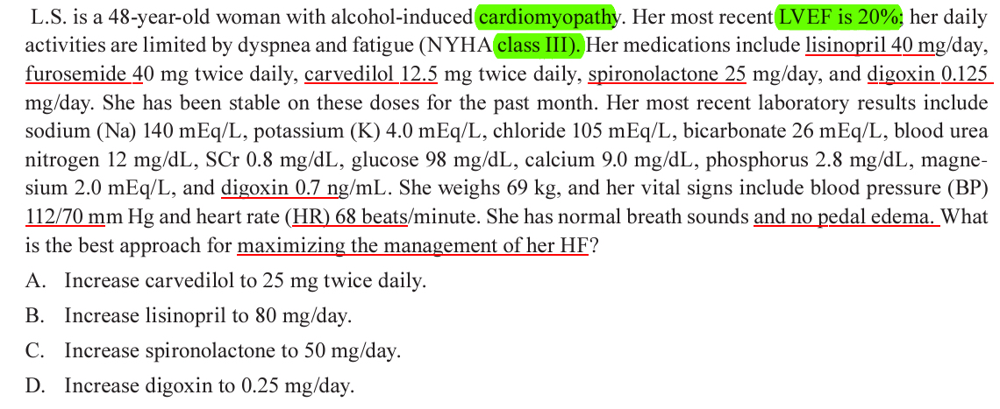 L.S. is a 48-year-old woman with alcohol-induced cardiomyopathy. Her most recent LVEF is 20%; her daily
activities are limited by dyspnea and fatigue (NYHA class III). Her medications include lisinopril 40 mg/day,
furosemide 40 mg twice daily, carvedilol 12.5 mg twice daily, spironolactone 25 mg/day, and digoxin 0.125
mg/day. She has been stable on these doses for the past month. Her most recent laboratory results include
sodium (Na) 140 mEq/L, potassium (K) 4.0 mEq/L, chloride 105 mEq/L, bicarbonate 26 mEq/L, blood urea
nitrogen 12 mg/dL, SCr 0.8 mg/dL, glucose 98 mg/dL, calcium 9.0 mg/dL, phosphorus 2.8 mg/dL, magne-
sium 2.0 mEq/L, and digoxin 0.7 ng/mL. She weighs 69 kg, and her vital signs include blood pressure (BP)
112/70 mm Hg and heart rate (HR) 68 beats/minute. She has normal breath sounds and no pedal edema. What
is the best approach for maximizing the management of her HF?
A. Increase carvedilol to 25 mg twice daily.
B. Increase lisinopril to 80 mg/day.
C. Increase spironolactone to 50 mg/day.
D. Increase digoxin to 0.25 mg/day.